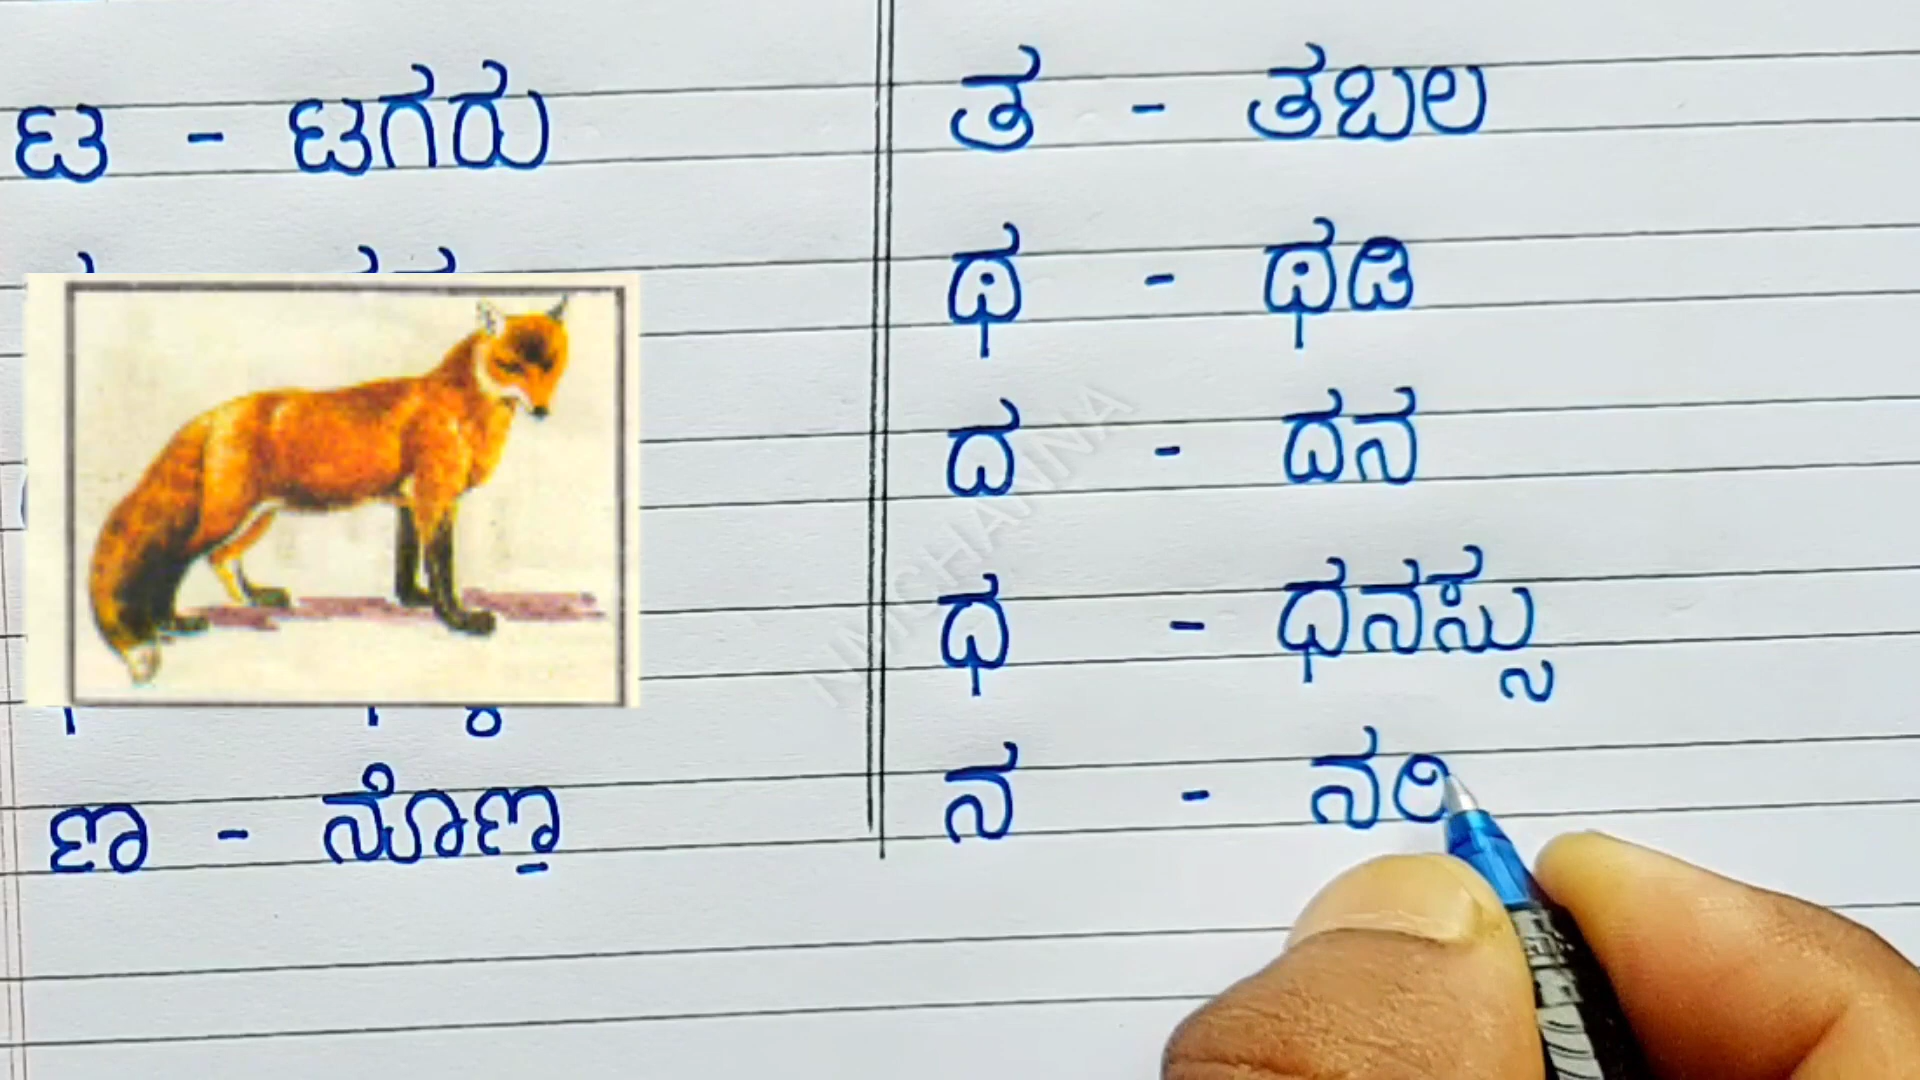 ಟ - ಟಗರು
ಣ - ನೊಣ
ತ - ತಬಲ
ಥ - ಥಡಿ
ದ - ದನ
ಧ - ಧನಸ್ಸು
ನ - ನರಿ